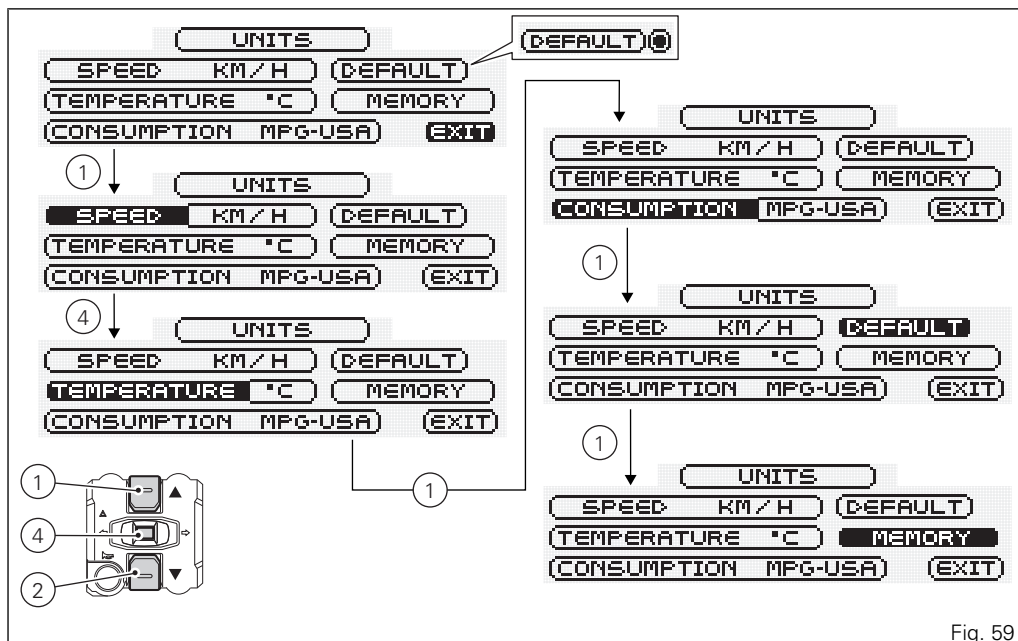 UNITS
(DEFAULT)
SPEED KM/H DEFAULT
TEMPERATURE °C MEMORY
CONSUMPTION MPG-USA EXIT
1
UNITS
SPEED KM/H DEFAULT
TEMPERATURE °C MEMORY
CONSUMPTION MPG-USA EXIT
4
UNITS
SPEED KM/H DEFAULT
TEMPERATURE °C MEMORY
CONSUMPTION MPG-USA EXIT
1
1
4
2
UNITS
SPEED KM/H DEFAULT
TEMPERATURE °C MEMORY
CONSUMPTION MPG-USA EXIT
1
UNITS
SPEED KM/H DEFAULT
TEMPERATURE °C MEMORY
CONSUMPTION MPG-USA EXIT
1
UNITS
SPEED KM/H DEFAULT
TEMPERATURE °C MEMORY
CONSUMPTION MPG-USA EXIT
Fig. 59